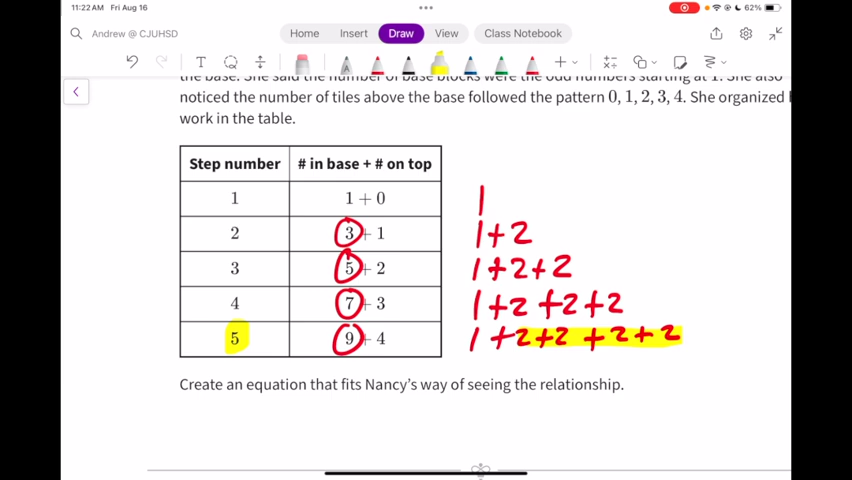 11:22 AM Fri Aug 16
62%
Andrew @ CJUHSD
Home Insert Draw View Class Notebook
the base. She said the number of base blocks were the odd numbers starting at 1. She also
noticed the number of tiles above the base followed the pattern 0, 1, 2, 3, 4. She organized
work in the table.
Step number # in base + # on top
1 1 + 0 1
2 3 + 1 1+2
3 5 + 2 1+2+2
4 7 + 3 1+2+2+2
5 9 + 4 1+2+2+2+2
Create an equation that fits Nancy's way of seeing the relationship.